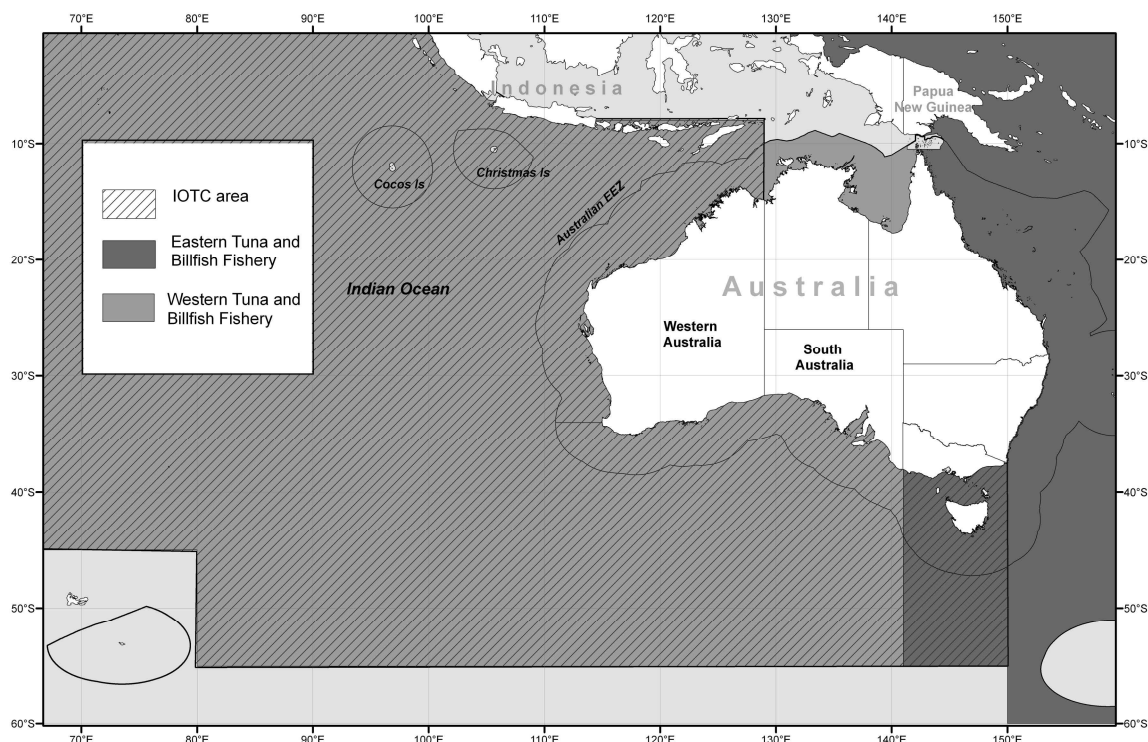 70°E 80°E 90°E 100°E 110°E 120°E 130°E 140°E 150°E
Indonesia
Papua
New Guinea
10°S 10°S
Cocos Is
Christmas Is
Australian EEZ
IOTC area
Eastern Tuna and
Billfish Fishery
Western Tuna and
Billfish Fishery
20°S 20°S
Indian Ocean
Australia
Western
Australia
South
Australia
30°S 30°S
40°S 40°S
50°S 50°S
60°S 60°S
70°E 80°E 90°E 100°E 110°E 120°E 130°E 140°E 150°E